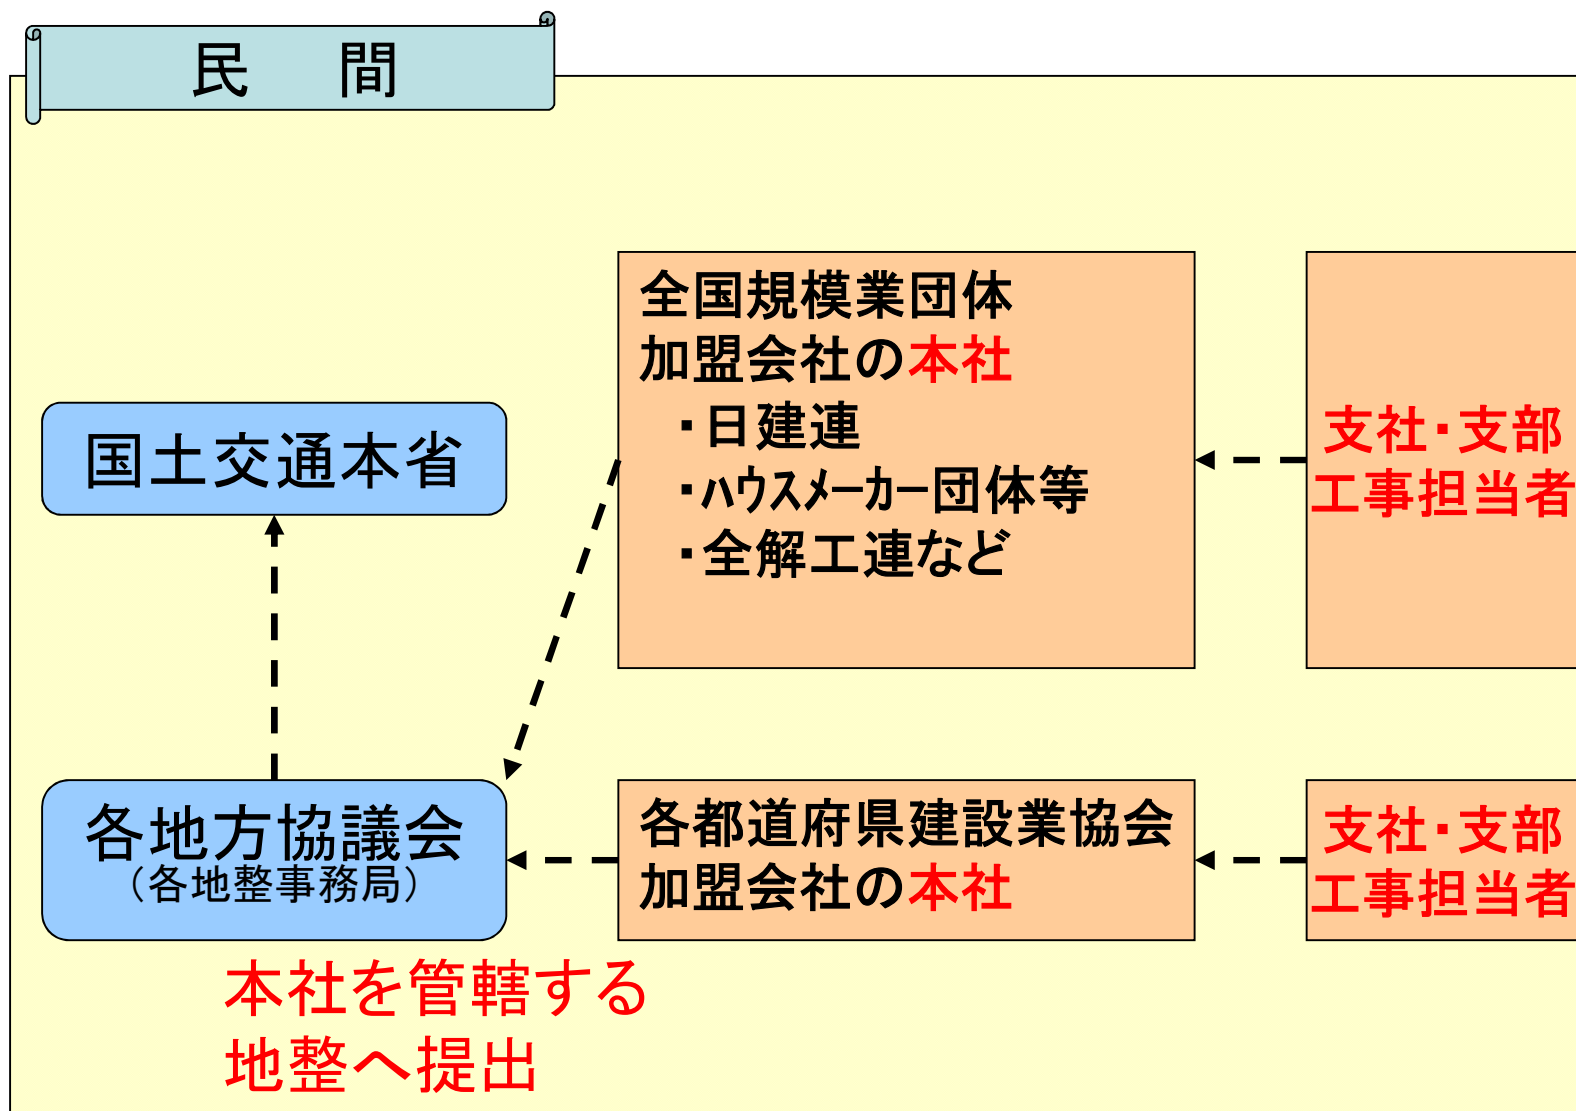 民　間
全国規模業団体
加盟会社の本社
・日建連
・ﾊｳｽﾒｰｶｰ団体等
・全解工連など
支社・支部
工事担当者
国土交通本省
各地方協議会
（各地整事務局）
各都道府県建設業協会
加盟会社の本社
支社・支部
工事担当者
本社を管轄する
地整へ提出